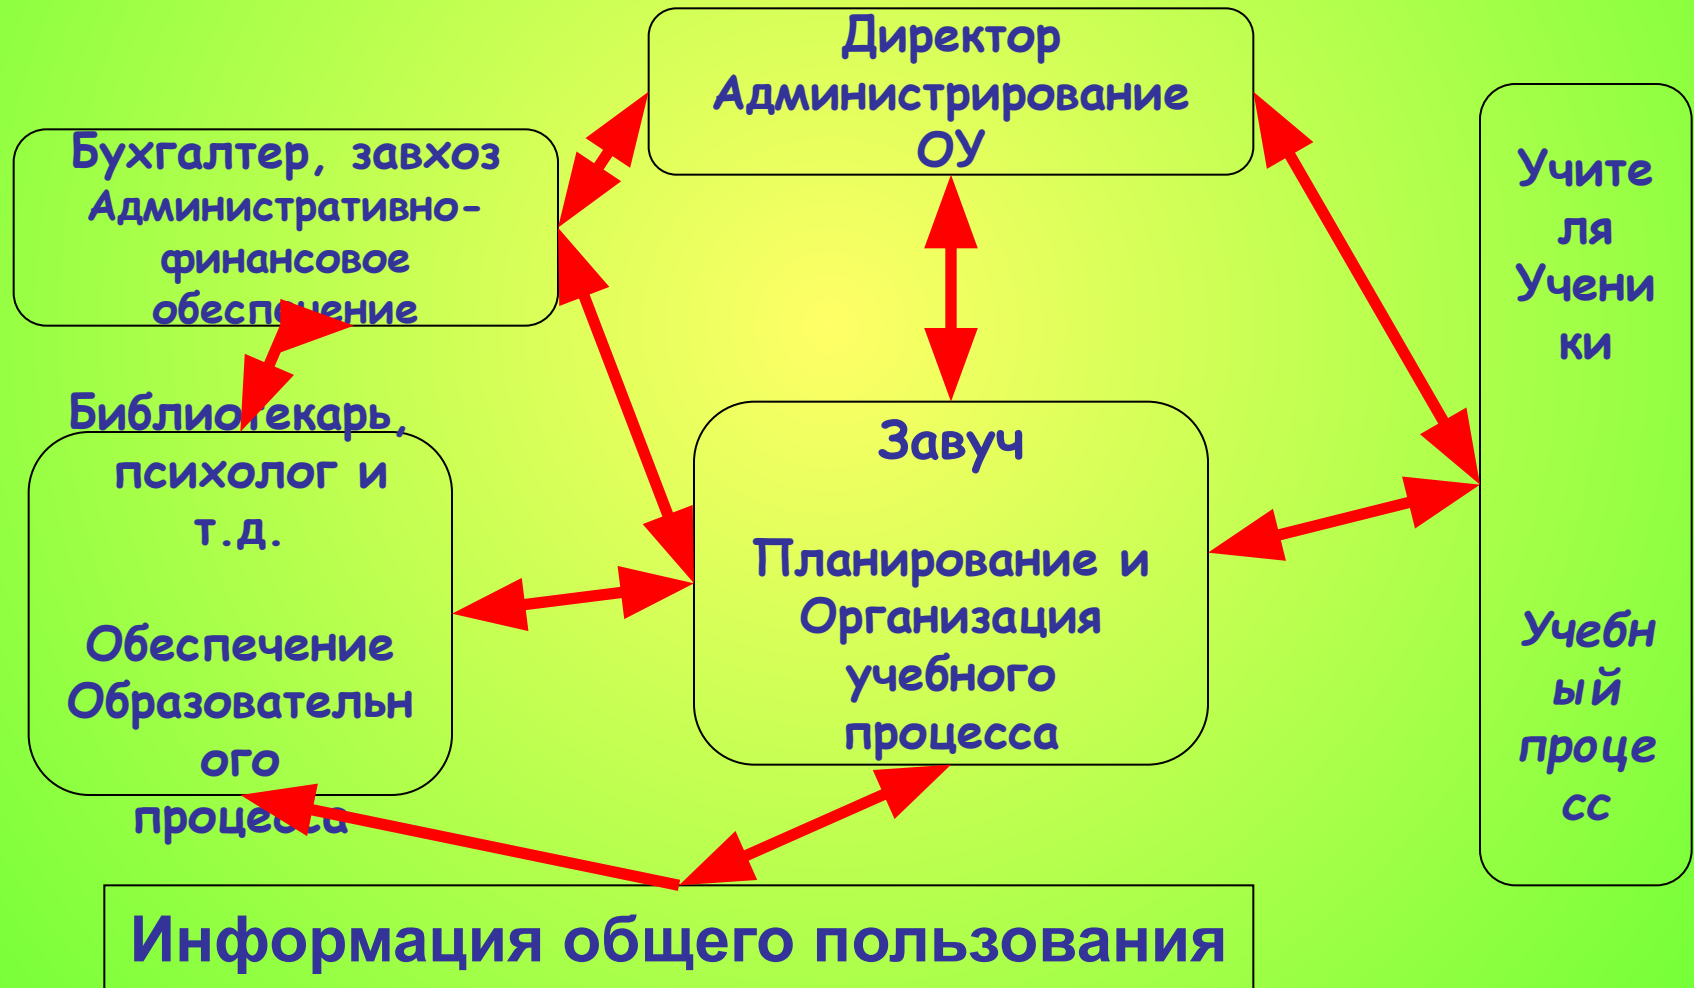 Директор
Администрирование
ОУ
Бухгалтер, завхоз
Административно-
финансовое
обеспечение
Учите
ля
Учени
ки
Учебн
ый
процe
сс
Библиотекарь,
психолог и
т.д.
Обеспечение
Образовательн
ого
процесса
Завуч
Планирование и
Организация
учебного
процесса
Информация общего пользования